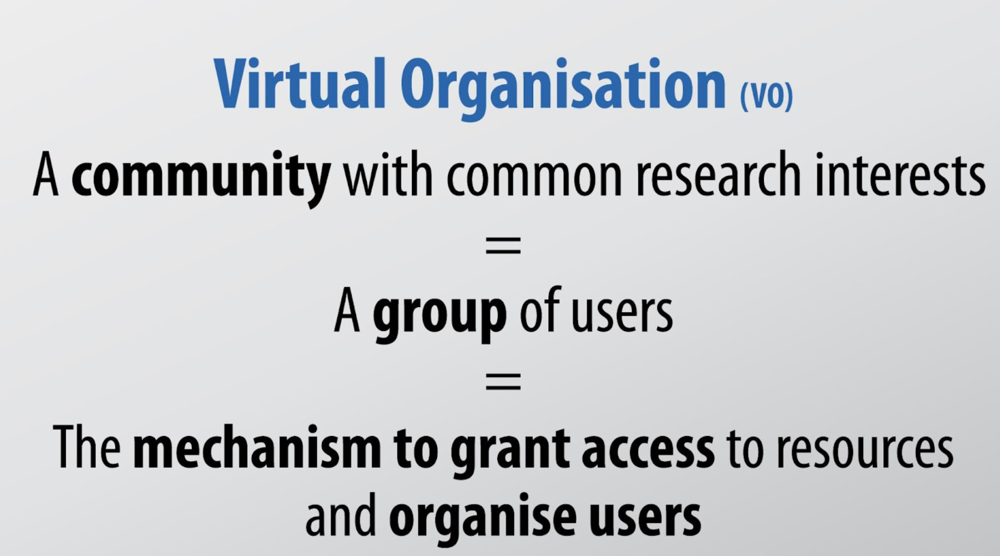 Virtual Organisation (VO)
A community with common research interests
=
A group of users
=
The mechanism to grant access to resources
and organise users